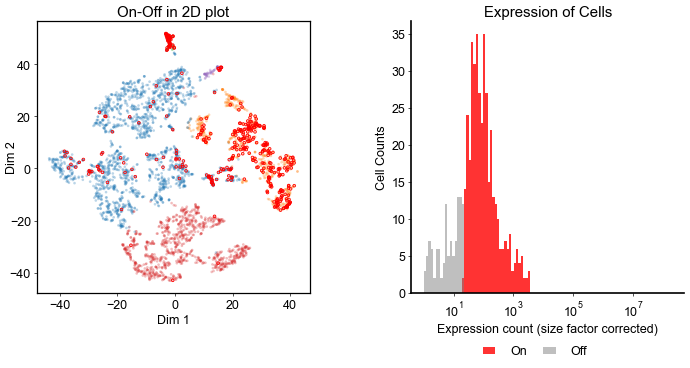 On-Off in 2D plot
Dim 2
40
20
0
−20
−40
−40 −20 0 20 40
Dim 1
Expression of Cells
Cell Counts
35
30
25
20
15
10
5
0
10^1 10^3 10^5 10^7
Expression count (size factor corrected)
On Off